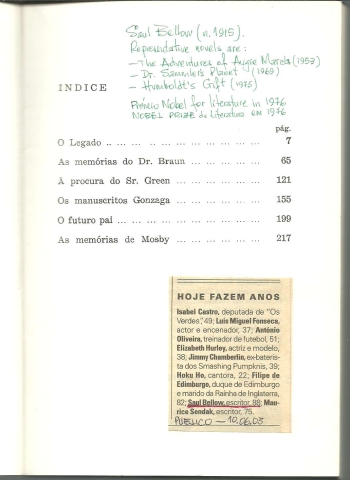 Saul Bellow (n. 1915).
Representative novels are:
– The Adventures of Augie March (1953)
– Dr. Sammler's Planet (1969)
– Humboldt's Gift (1975)
INDICE
Prémio Nobel for literature in 1976
NOBEL PRIZE da Literatura em 1976
pág.
O Legado 7
As memórias do Dr. Braun 65
À procura do Sr. Green 121
Os manuscritos Gonzaga 155
O futuro pai 199
As memórias de Mosby 217
HOJE FAZEM ANOS
Isabel Castro, deputada de "Os
Verdes", 49; Luís Miguel Fonseca,
actor e encenador, 37; António
Oliveira, treinador de futebol, 51;
Elizabeth Hurley, actriz e modelo,
38; Jimmy Chamberlin, ex-bateris-
ta dos Smashing Pumpknis, 39;
Hoku Ho, cantora, 22; Filipe de
Edimburgo, duque de Edimburgo
e marido da Rainha de Inglaterra,
82; Saul Bellow, escritor, 88; Mau-
rice Sendak, escritor, 75.
PUBLICO – 10.06.03